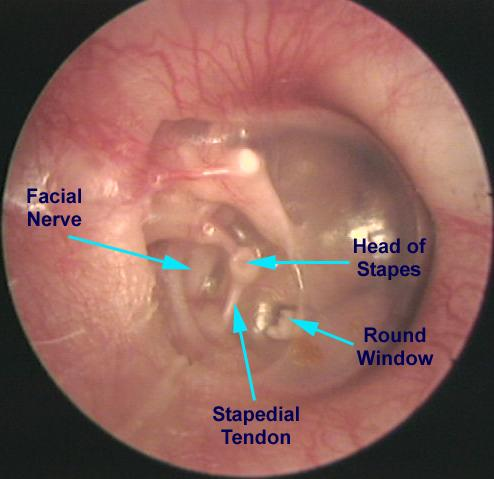 Facial
Nerve
Head of
Stapes
Round
Window
Stapedial
Tendon